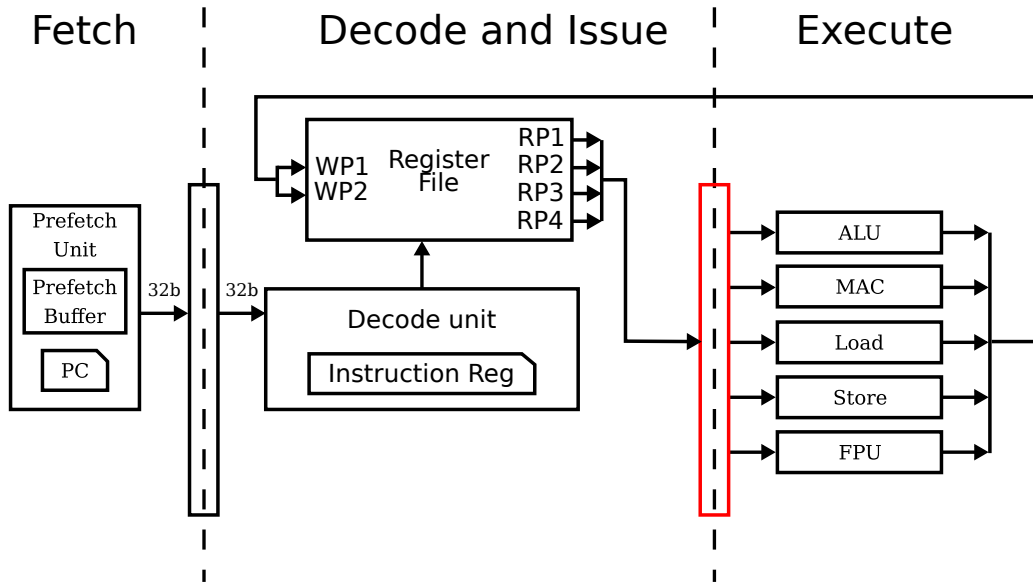 Fetch
Decode and Issue
Execute
Prefetch
Unit
Prefetch
Buffer
PC
32b
32b
WP1
WP2
Register
File
RP1
RP2
RP3
RP4
Decode unit
Instruction Reg
ALU
MAC
Load
Store
FPU